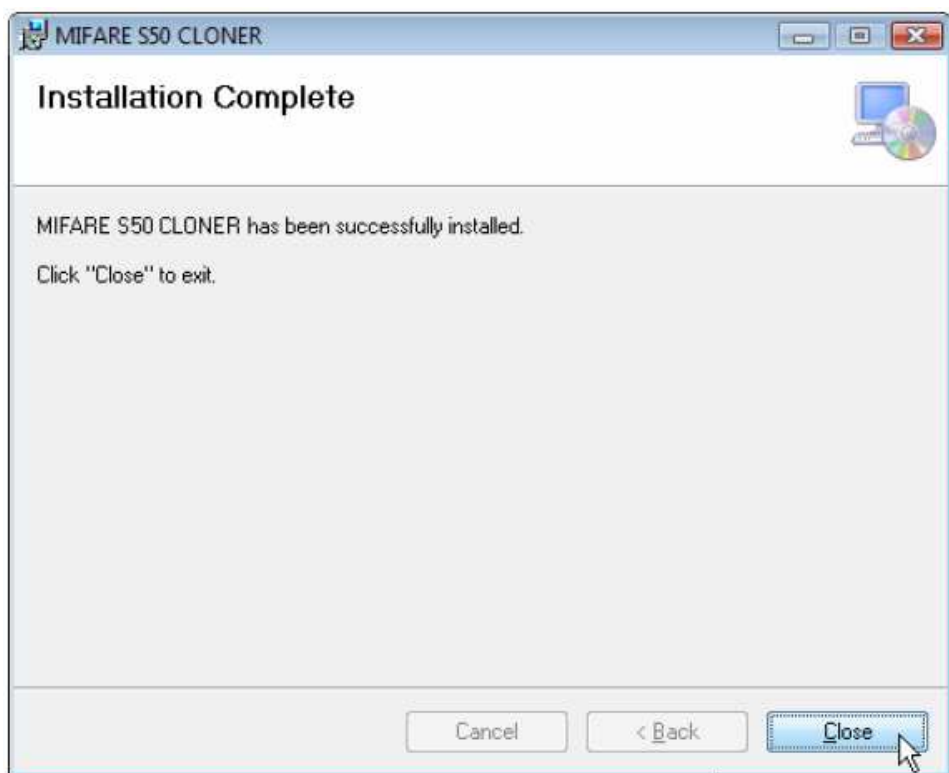 MIFARE S50 CLONER
Installation Complete
MIFARE S50 CLONER has been successfully installed.
Click "Close" to exit.
Cancel
< Back
Close